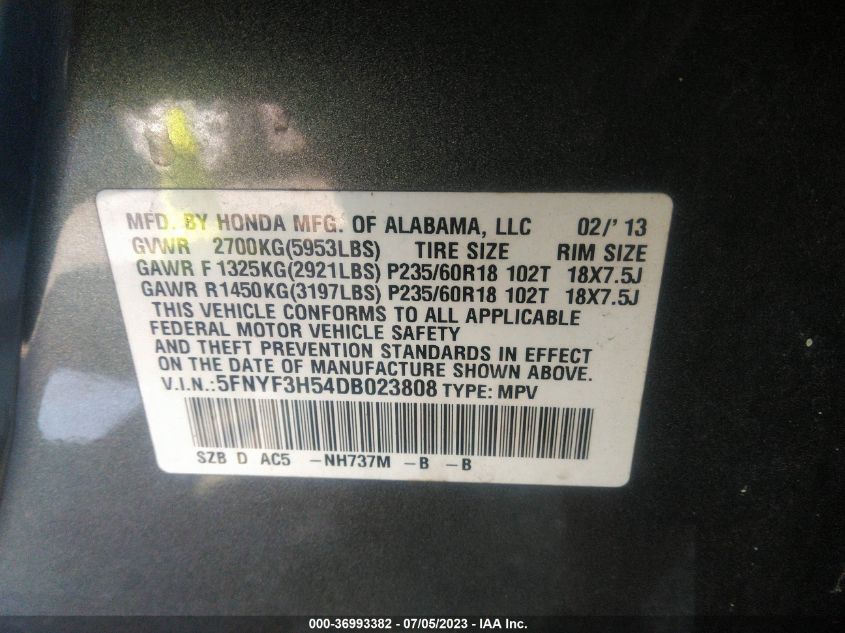 MFD. BY HONDA MFG. OF ALABAMA, LLC 02/'13
GVWR 2700KG(5953LBS) TIRE SIZE RIM SIZE
GAWR F 1325KG(2921LBS) P235/60R18 102T 18X7.5J
GAWR R1450KG(3197LBS) P235/60R18 102T 18X7.5J
THIS VEHICLE CONFORMS TO ALL APPLICABLE
FEDERAL MOTOR VEHICLE SAFETY
AND THEFT PREVENTION STANDARDS IN EFFECT
ON THE DATE OF MANUFACTURE SHOWN ABOVE.
V.I.N.:5FNYF3H54DB023808 TYPE: MPV
SZB D AC5 -NH737M -B -B
000-36993382 - 07/05/2023 - IAA Inc.